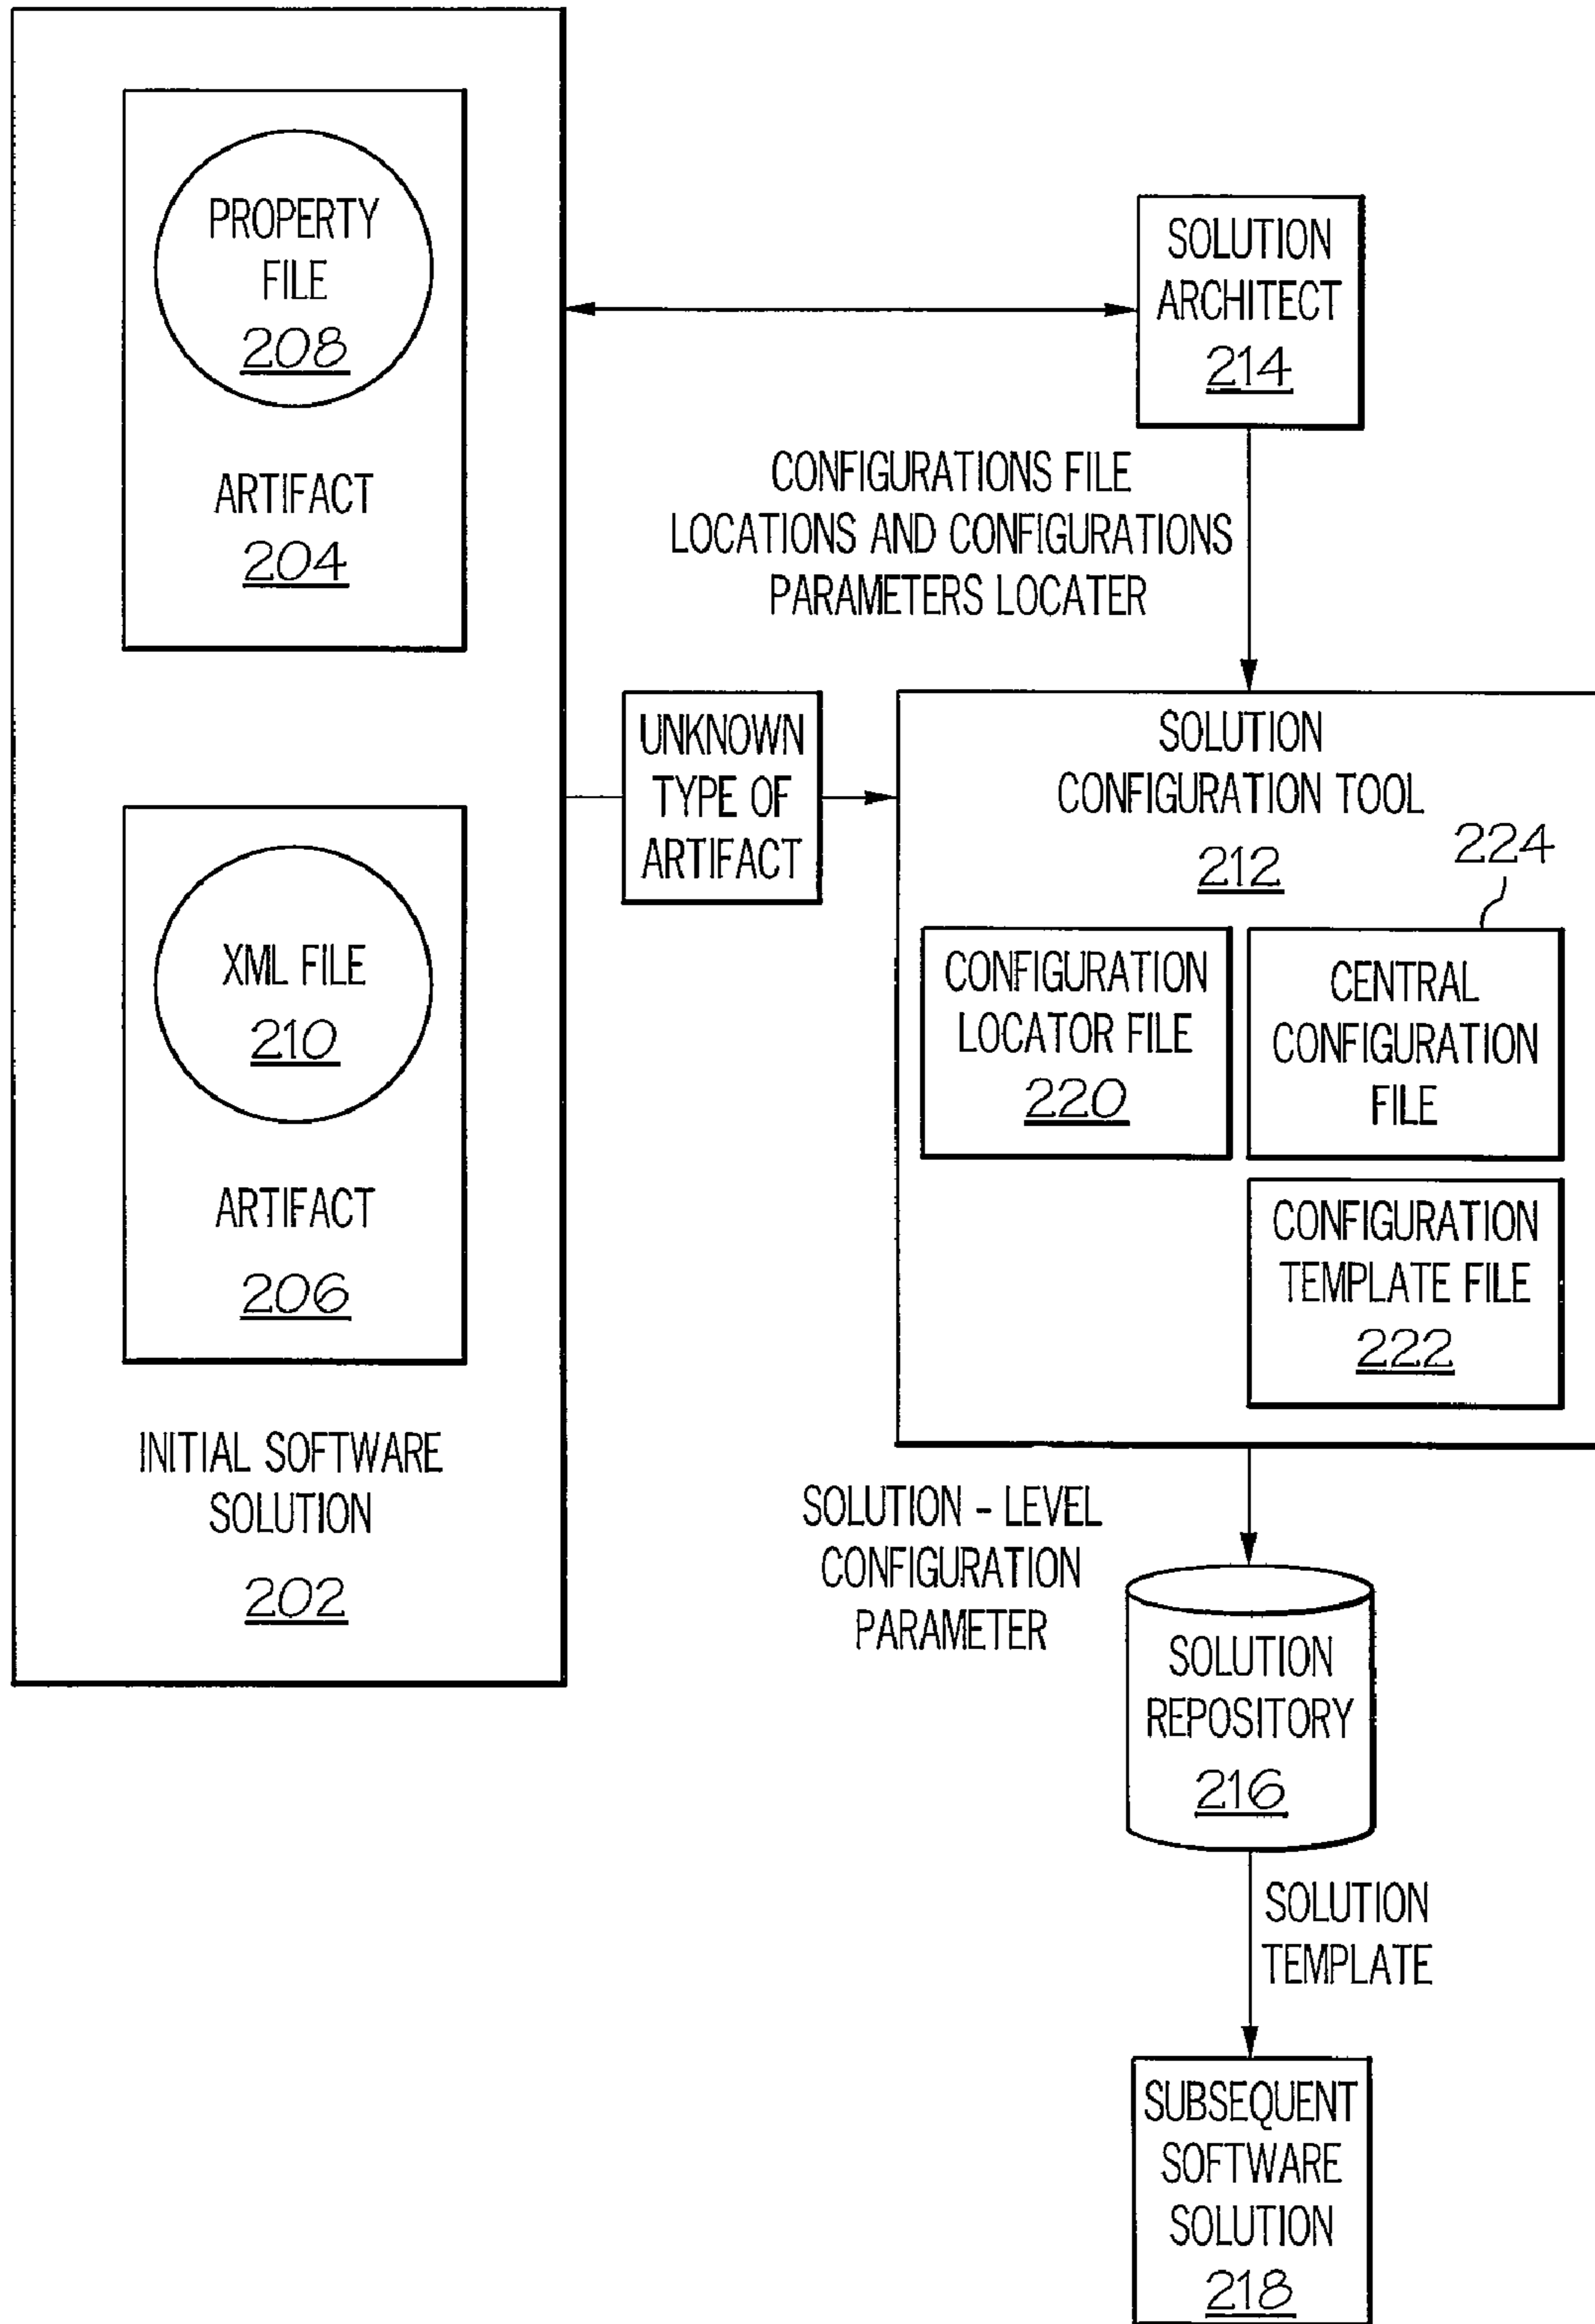 PROPERTY
FILE
208
ARTIFACT
204
XML FILE
210
ARTIFACT
206
INITIAL SOFTWARE
SOLUTION
202
SOLUTION
ARCHITECT
214
CONFIGURATIONS FILE
LOCATIONS AND CONFIGURATIONS
PARAMETERS LOCATER
UNKNOWN
TYPE OF
ARTIFACT
SOLUTION
CONFIGURATION TOOL
212
224
CONFIGURATION
LOCATOR FILE
220
CENTRAL
CONFIGURATION
FILE
CONFIGURATION
TEMPLATE FILE
222
SOLUTION - LEVEL
CONFIGURATION
PARAMETER
SOLUTION
REPOSITORY
216
SOLUTION
TEMPLATE
SUBSEQUENT
SOFTWARE
SOLUTION
218